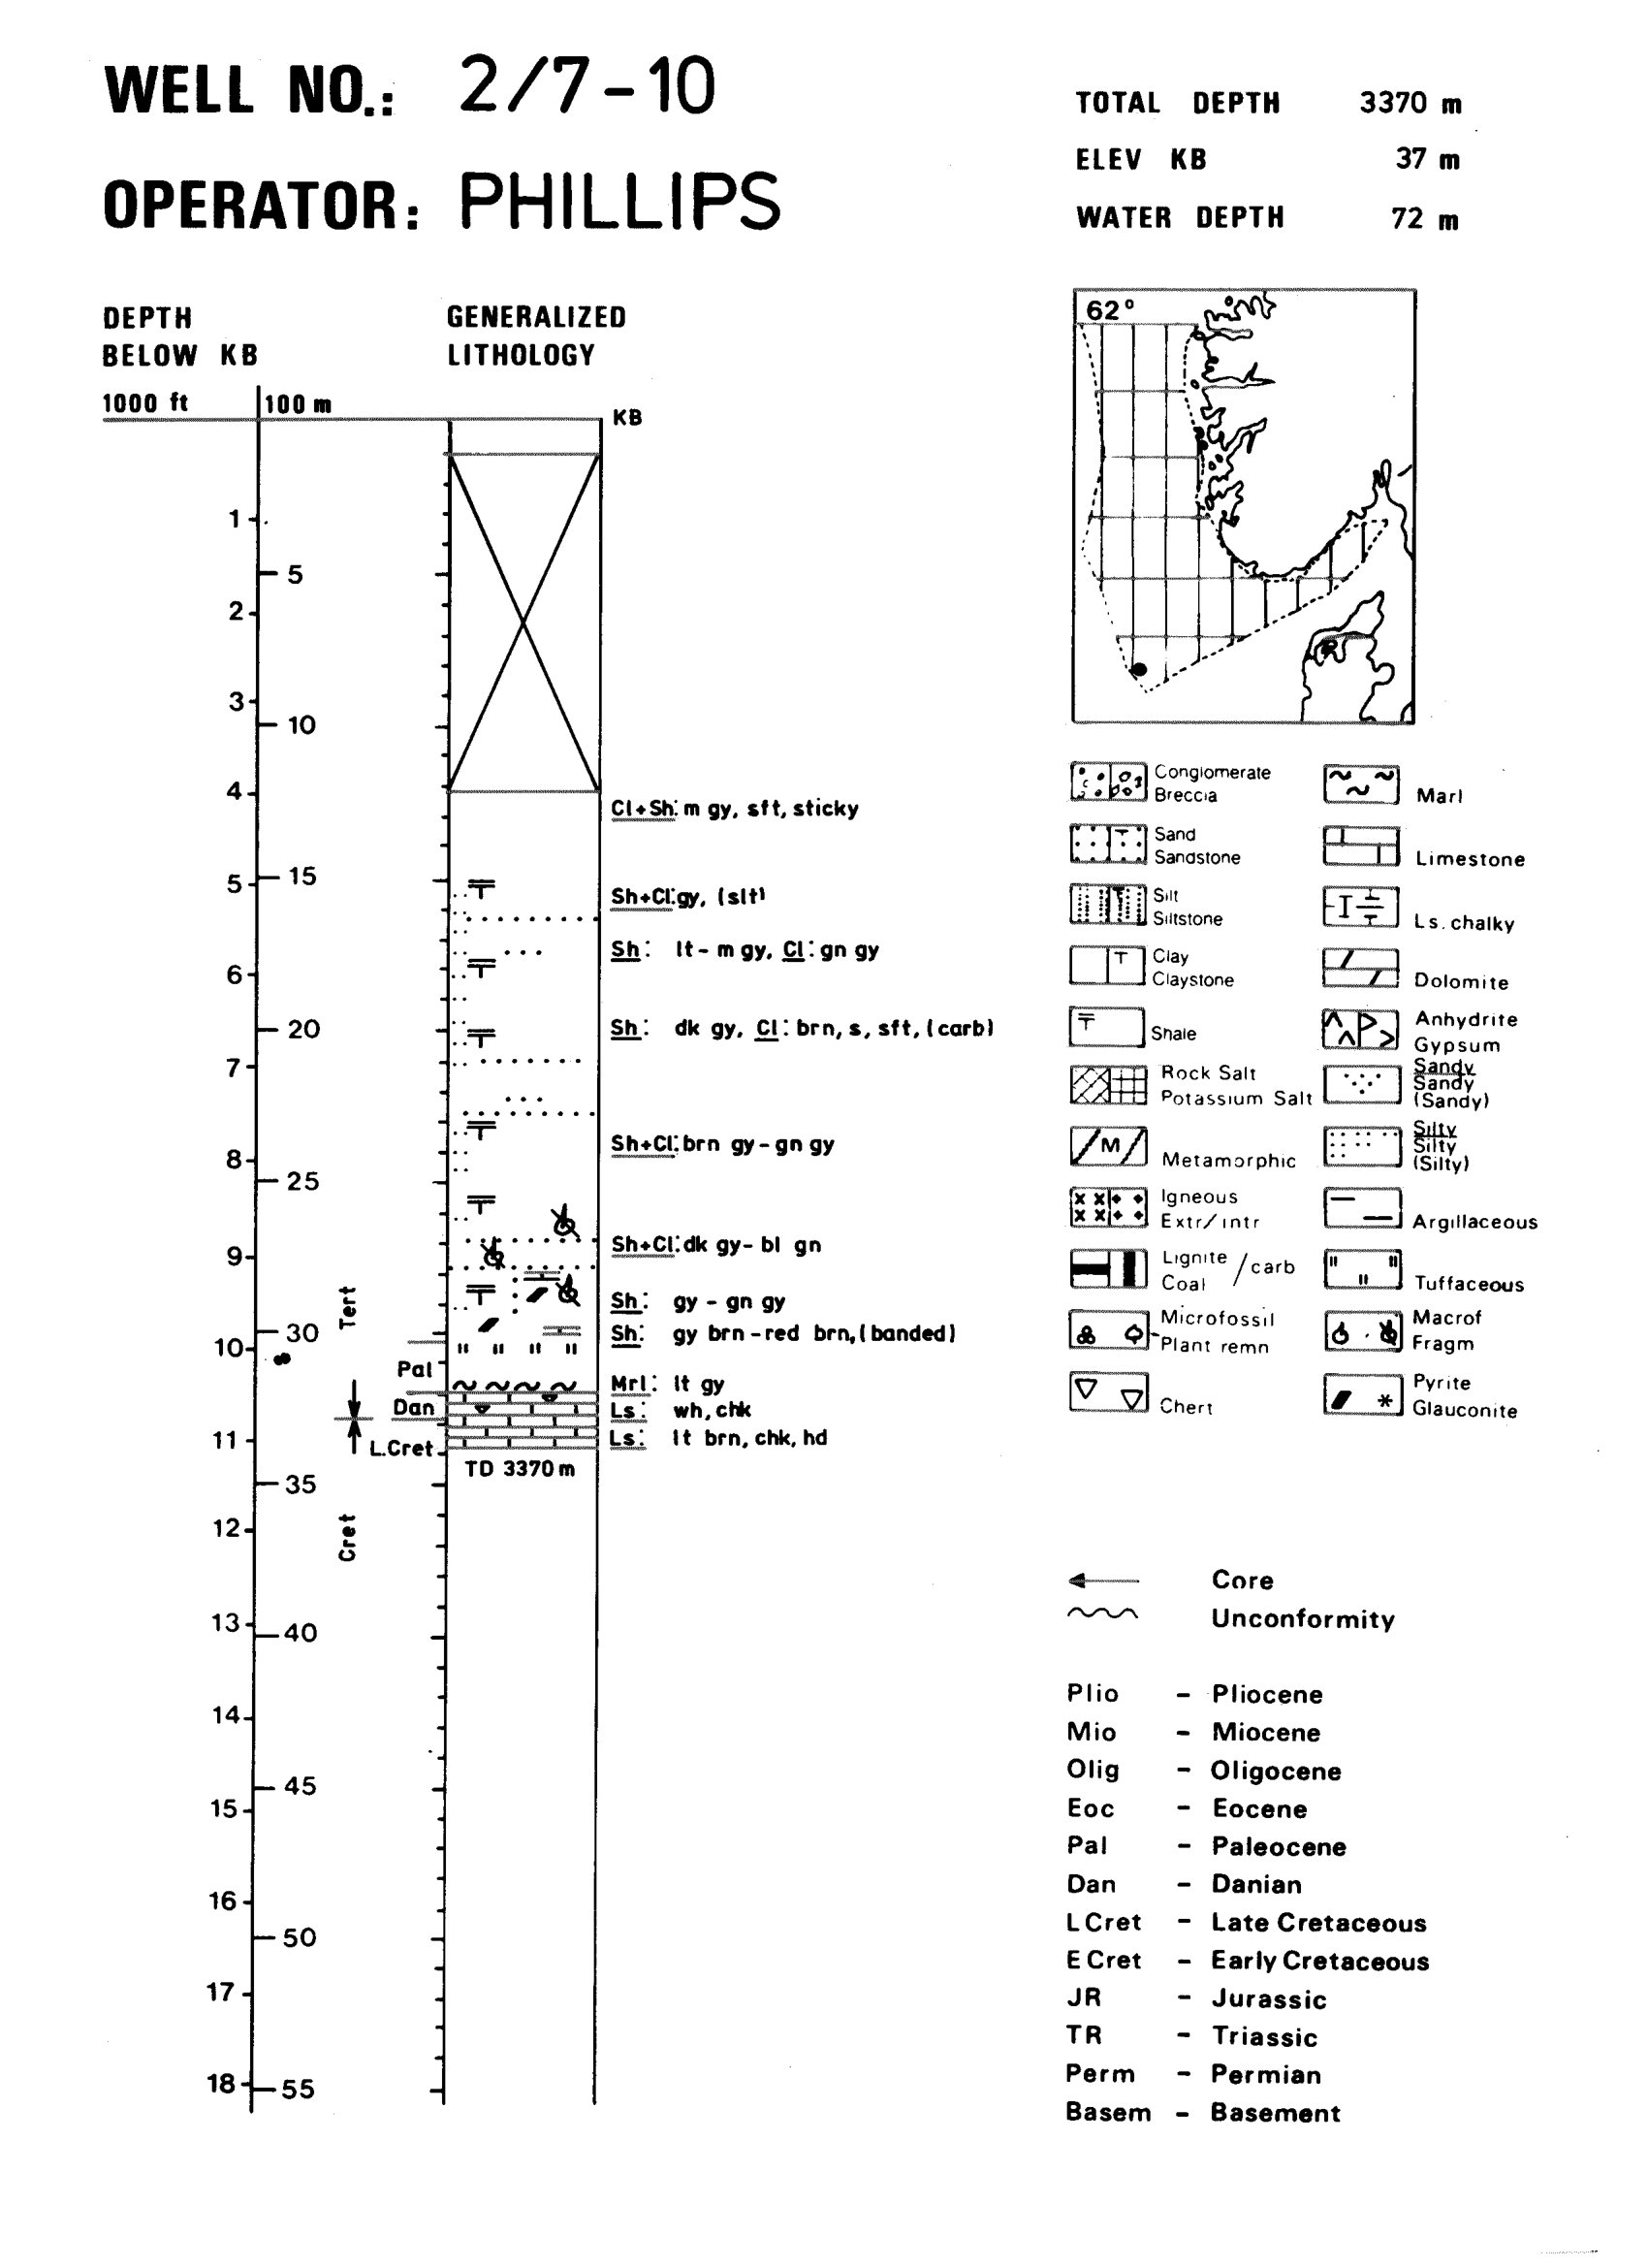 WELL NO.: 2/7-10
OPERATOR: PHILLIPS
TOTAL DEPTH 3370 m
ELEV KB 37 m
WATER DEPTH 72 m
DEPTH
BELOW KB
GENERALIZED
LITHOLOGY
1000 ft
100 m
KB
62°
1
5
2
3
10
4
Cl+Sh: m gy, sft, sticky
5
15
Sh+Cl: gy, (slt)
Sh: lt - m gy, Cl: gn gy
6
20
Sh: dk gy, Cl: brn, s, sft, (carb)
7
Sh+Cl: brn gy - gn gy
8
25
Sh+Cl: dk gy - bl gn
9
Tert
Sh: gy - gn gy
30
Sh: gy brn - red brn, (banded)
10
Pal
Mrl: lt gy
Dan
Ls: wh, chk
11
L.Cret
Ls: lt brn, chk, hd
TD 3370 m
35
12
Cret
13
40
14
45
15
16
50
17
18
55
Conglomerate
Breccia
Marl
Sand
Sandstone
Limestone
Silt
Siltstone
Ls. chalky
Clay
Claystone
Dolomite
Shale
Anhydrite
Gypsum
Rock Salt
Potassium Salt
Sandy
Sandy
(Sandy)
M
Metamorphic
Silty
Silty
(Silty)
Igneous
Extr/intr
Argillaceous
Lignite
Coal
/carb
Tuffaceous
Microfossil
Plant remn
Macrof
Fragm
Chert
Pyrite
Glauconite
Core
Unconformity
Plio - Pliocene
Mio - Miocene
Olig - Oligocene
Eoc - Eocene
Pal - Paleocene
Dan - Danian
L Cret - Late Cretaceous
E Cret - Early Cretaceous
JR - Jurassic
TR - Triassic
Perm - Permian
Basem - Basement